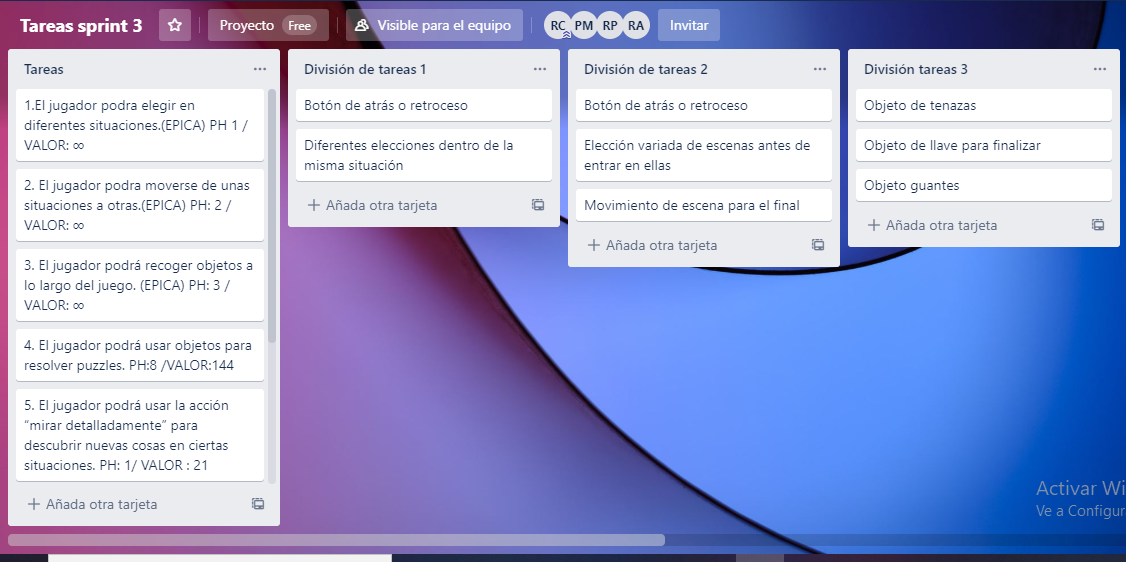 Tareas sprint 3
Proyecto
Free
Visible para el equipo
RC
PM
RP
RA
Invitar
Tareas
1.El jugador podra elegir en
diferentes situaciones.(EPICA) PH 1 /
VALOR: ∞
2. El jugador podra moverse de unas
situaciones a otras.(EPICA) PH: 2 /
VALOR: ∞
3. El jugador podrá recoger objetos a
lo largo del juego. (EPICA) PH: 3 /
VALOR: ∞
4. El jugador podrá usar objetos para
resolver puzzles. PH:8 /VALOR:144
5. El jugador podrá usar la acción
“mirar detalladamente” para
descubrir nuevas cosas en ciertas
situaciones. PH: 1/ VALOR : 21
Añada otra tarjeta
División de tareas 1
Botón de atrás o retroceso
Diferentes elecciones dentro de la
misma situación
Añada otra tarjeta
División de tareas 2
Botón de atrás o retroceso
Elección variada de escenas antes de
entrar en ellas
Movimiento de escena para el final
Añada otra tarjeta
División tareas 3
Objeto de tenazas
Objeto de llave para finalizar
Objeto guantes
Añada otra tarjeta
Activar Wi
Ve a Configur